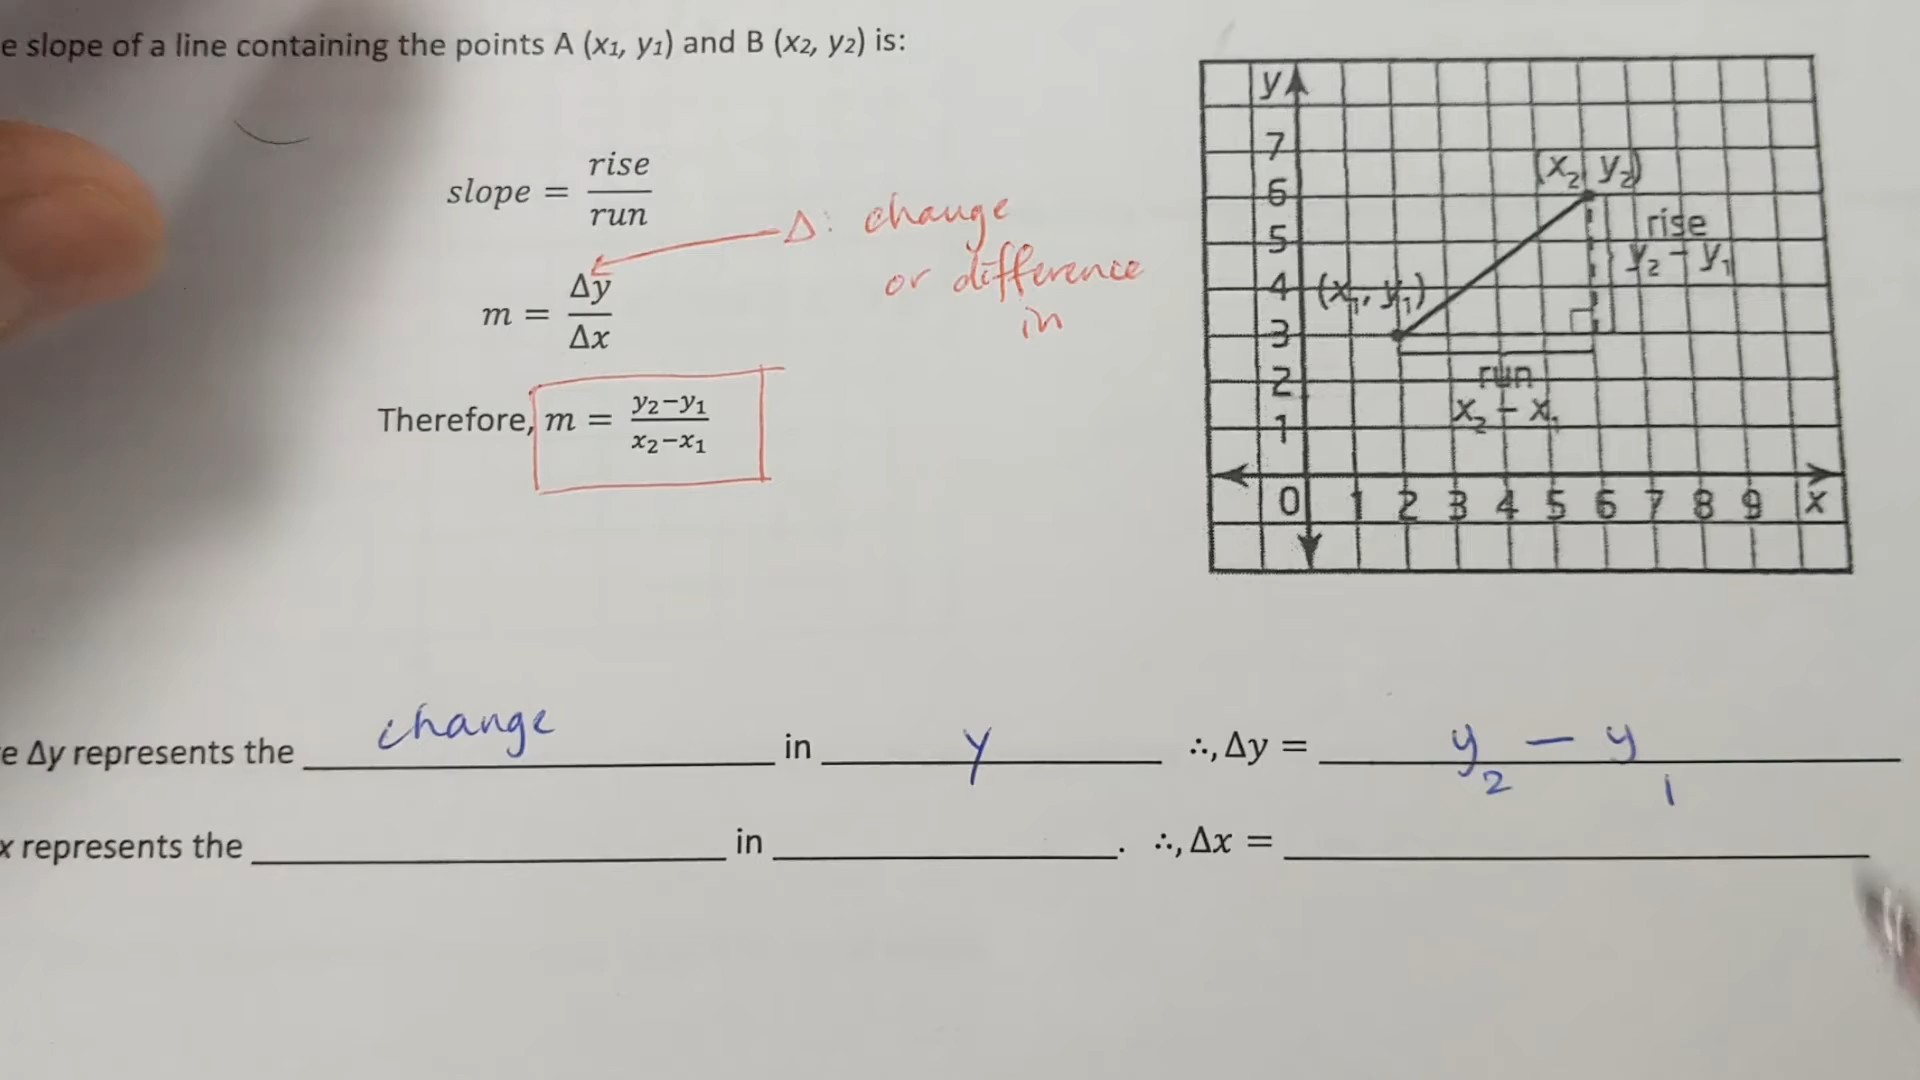 e slope of a line containing the points A (x₁, y₁) and B (x₂, y₂) is:
slope = rise/run
Δ: change
or difference
in
m = Δy/Δx
Therefore, m = y₂−y₁/x₂−x₁
y
7
6
5
4
3
2
1
(x₂ y₂)
rise
y₂ − y₁
(x₁, y₁)
run
x₂ − x₁
0 1 2 3 4 5 6 7 8 9 x
e Δy represents the change in y ∴, Δy = y₂ − y₁
x represents the in . ∴, Δx =